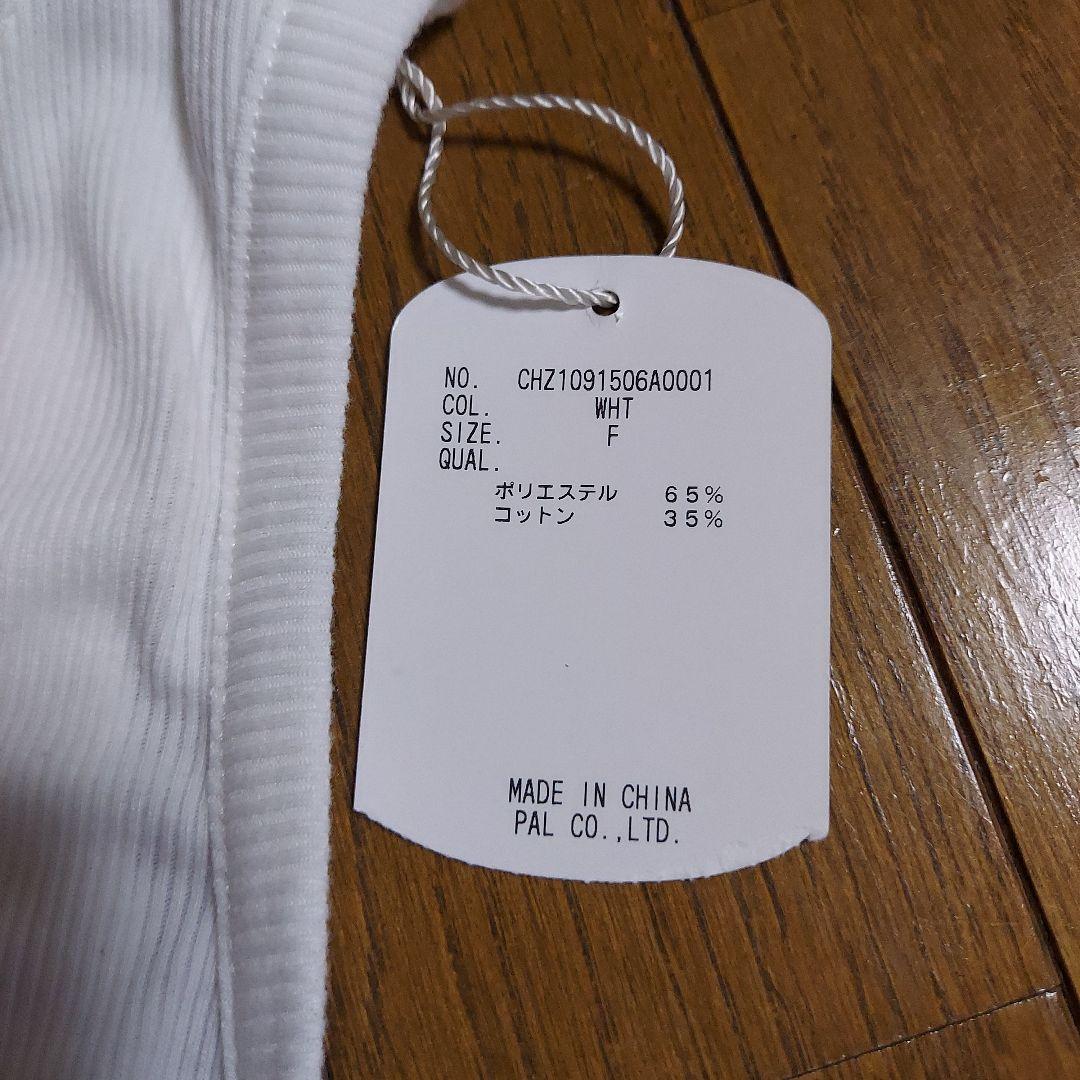 NO. CHZ1091506A0001
COL. WHT
SIZE. F
QUAL.
ポリエステル 65%
コットン 35%
MADE IN CHINA
PAL CO.,LTD.